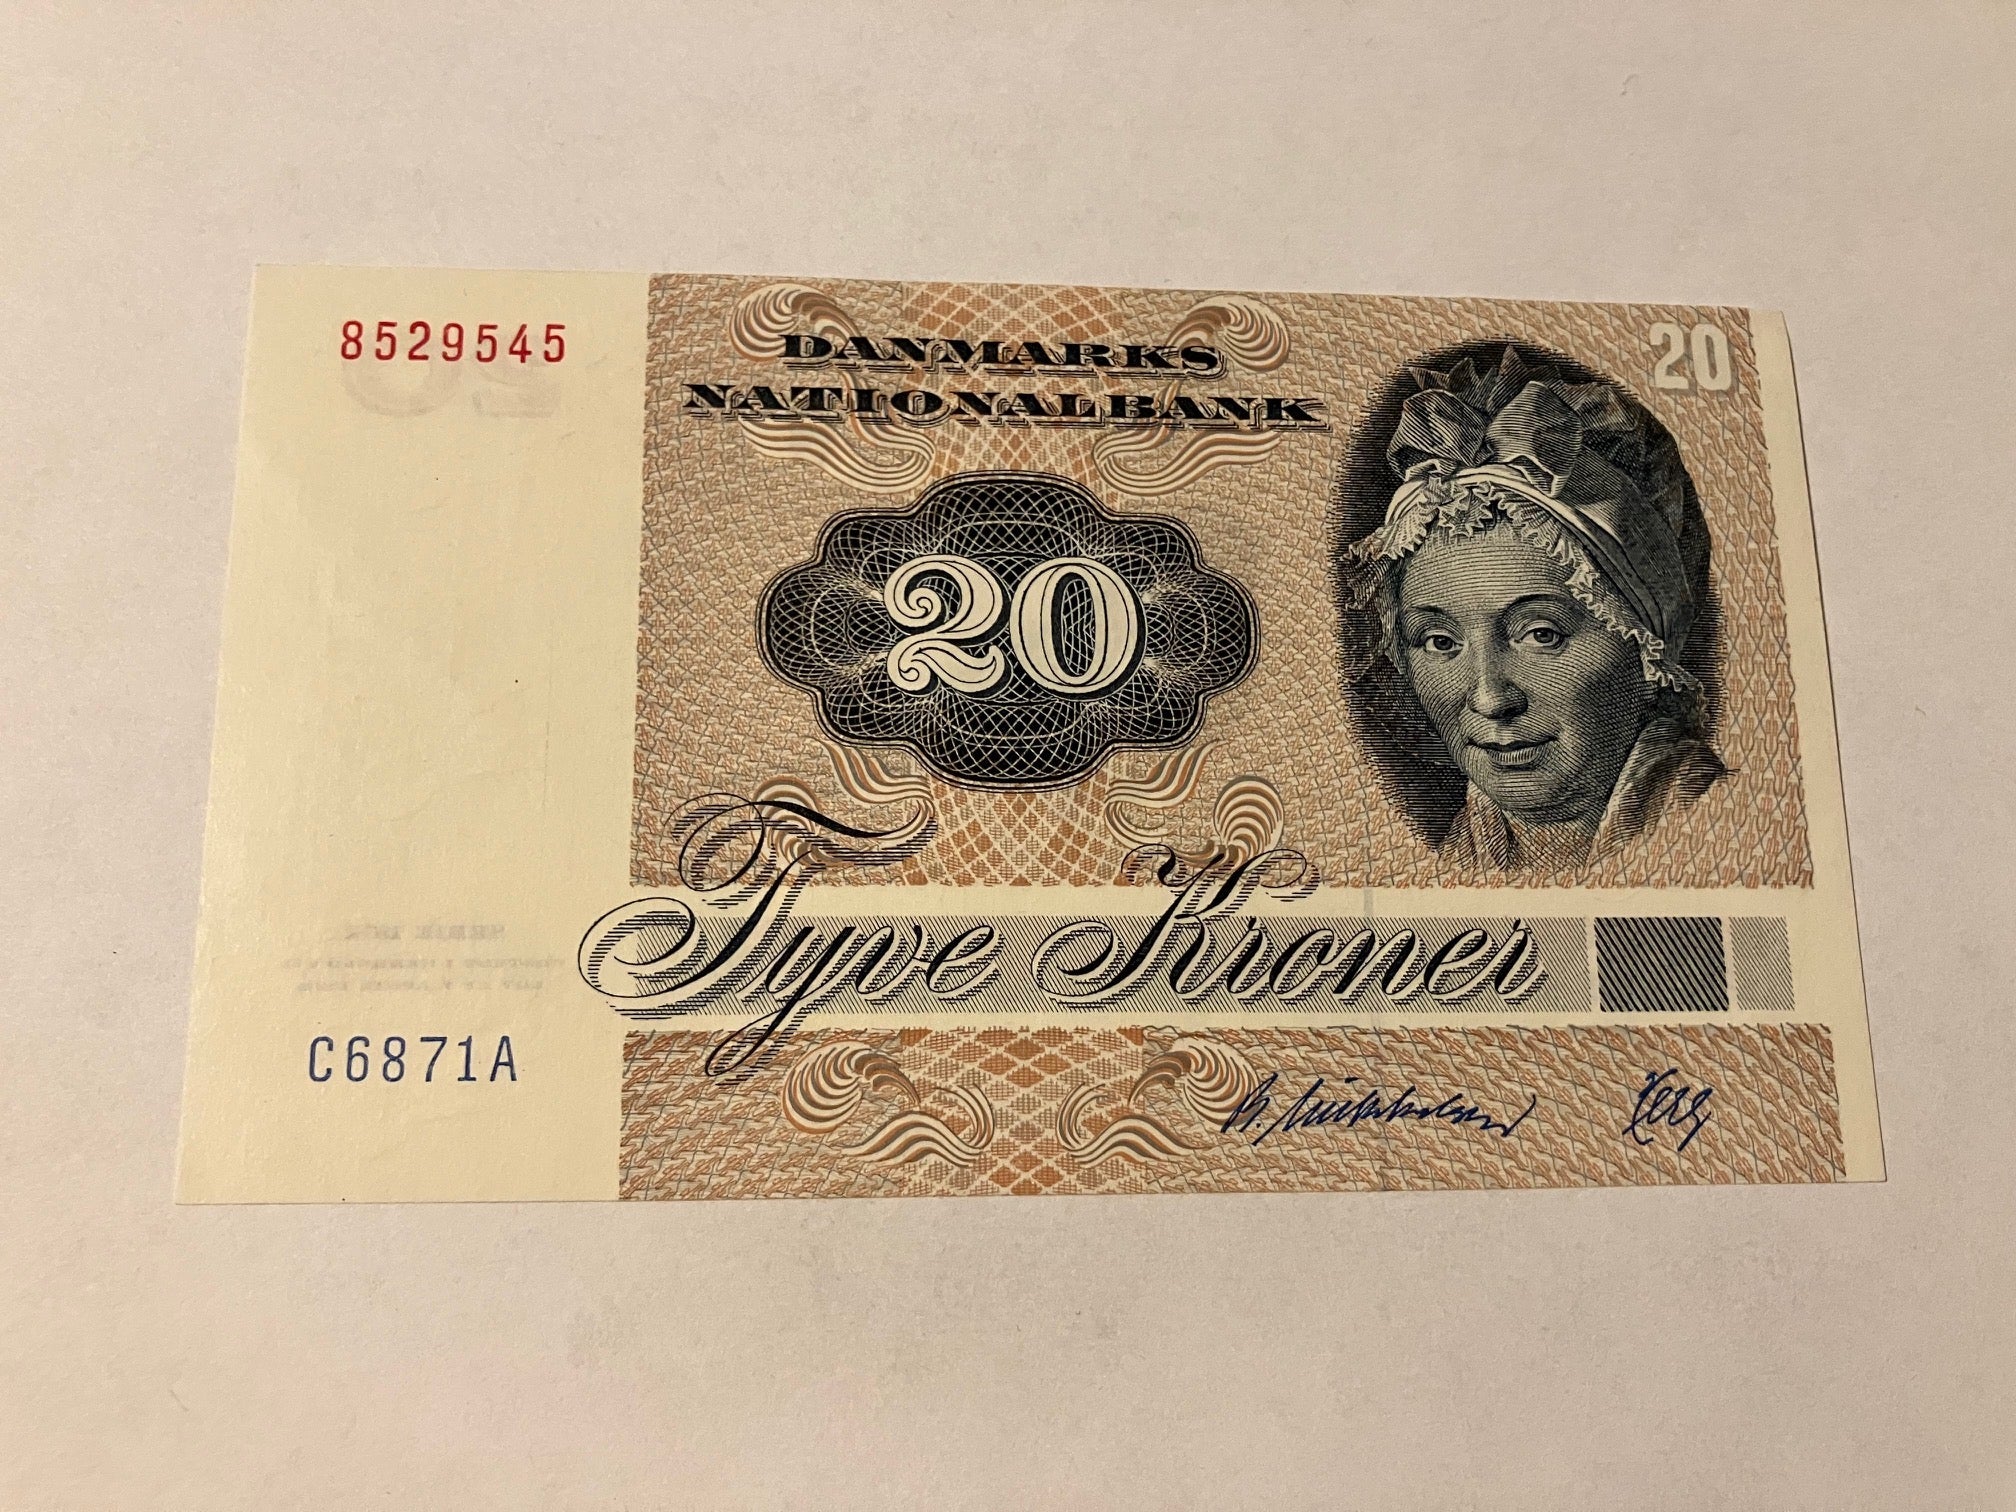 8529545
DANMARKS
NATIONALBANK
20
20
Tyve Kroner
C6871A